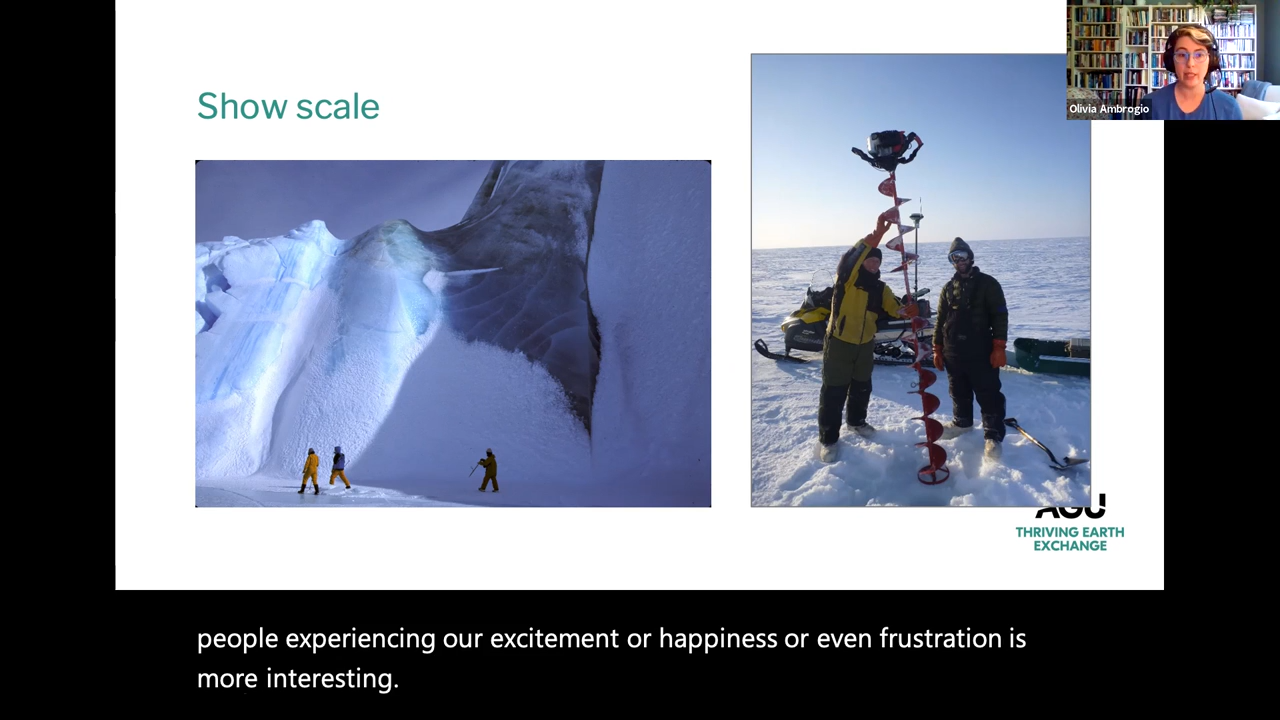 Show scale
Olivia Ambrogio
AGU
THRIVING EARTH
EXCHANGE
people experiencing our excitement or happiness or even frustration is
more interesting.